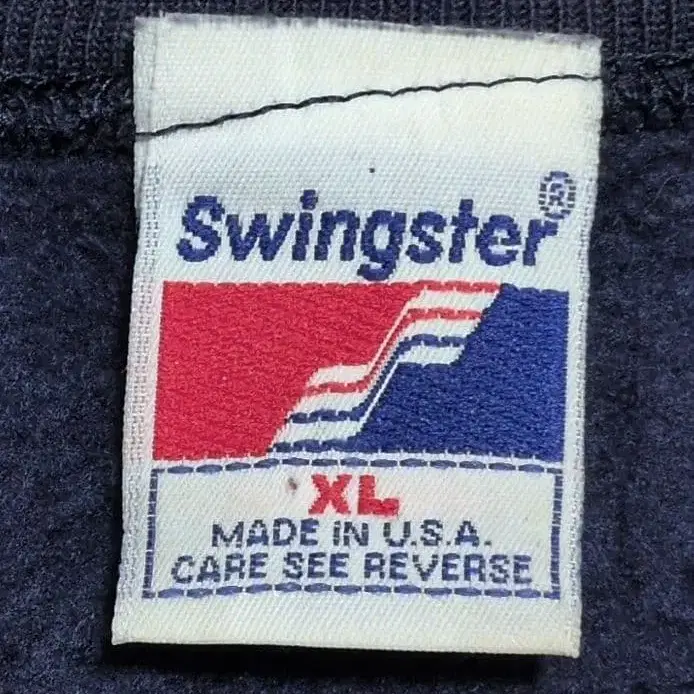 Swingster®
XL
MADE IN U.S.A.
CARE SEE REVERSE